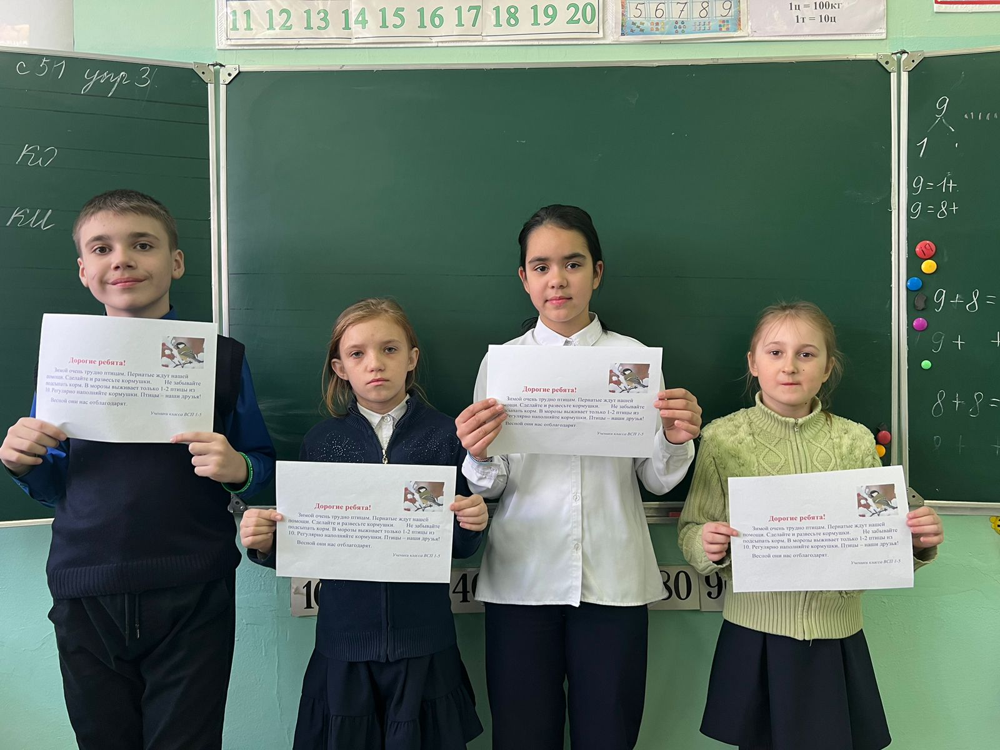 11 12 13 14 15 16 17 18 19 20
5 6 7 8 9
1ц = 100кг
1т = 10ц
с 51 упр 3
КО
КИ
9
1
9=1+
9=8+
9+8=
9+ +
8+8=
8+ +
Дорогие ребята!
Зимой очень трудно птицам. Пернатые ждут нашей
помощи. Сделайте и развесьте кормушки. Не забывайте
подсыпать корм. В морозы выживает только 1-2 птицы из
10. Регулярно наполняйте кормушки. Птицы – наши друзья!
Весной они нас отблагодарят.
Ученики класса ВСП 1-5
Дорогие ребята!
Зимой очень трудно птицам. Пернатые ждут нашей
помощи. Сделайте и развесьте кормушки. Не забывайте
подсыпать корм. В морозы выживает только 1-2 птицы из
10. Регулярно наполняйте кормушки. Птицы – наши друзья!
Весной они нас отблагодарят.
Ученики класса ВСП 1-5
Дорогие ребята!
Зимой очень трудно птицам. Пернатые ждут нашей
мощи. Сделайте и развесьте кормушки. Не забывайте
дсыпать корм. В морозы выживает только 1-2 птицы из
Регулярно наполняйте кормушки. Птицы – наши друзья!
Весной они нас отблагодарят.
Ученики класса ВСП 1-5
Дорогие ребята!
Зимой очень трудно птицам. Пернатые ждут нашей
помощи. Сделайте и развесьте кормушки. Не забывайте
подсыпать корм. В морозы выживает только 1-2 птицы из
10. Регулярно наполняйте кормушки. Птицы – наши друзья!
Весной они нас отблагодарят.
Ученики класса ВСП 1-5
10 40 80 90